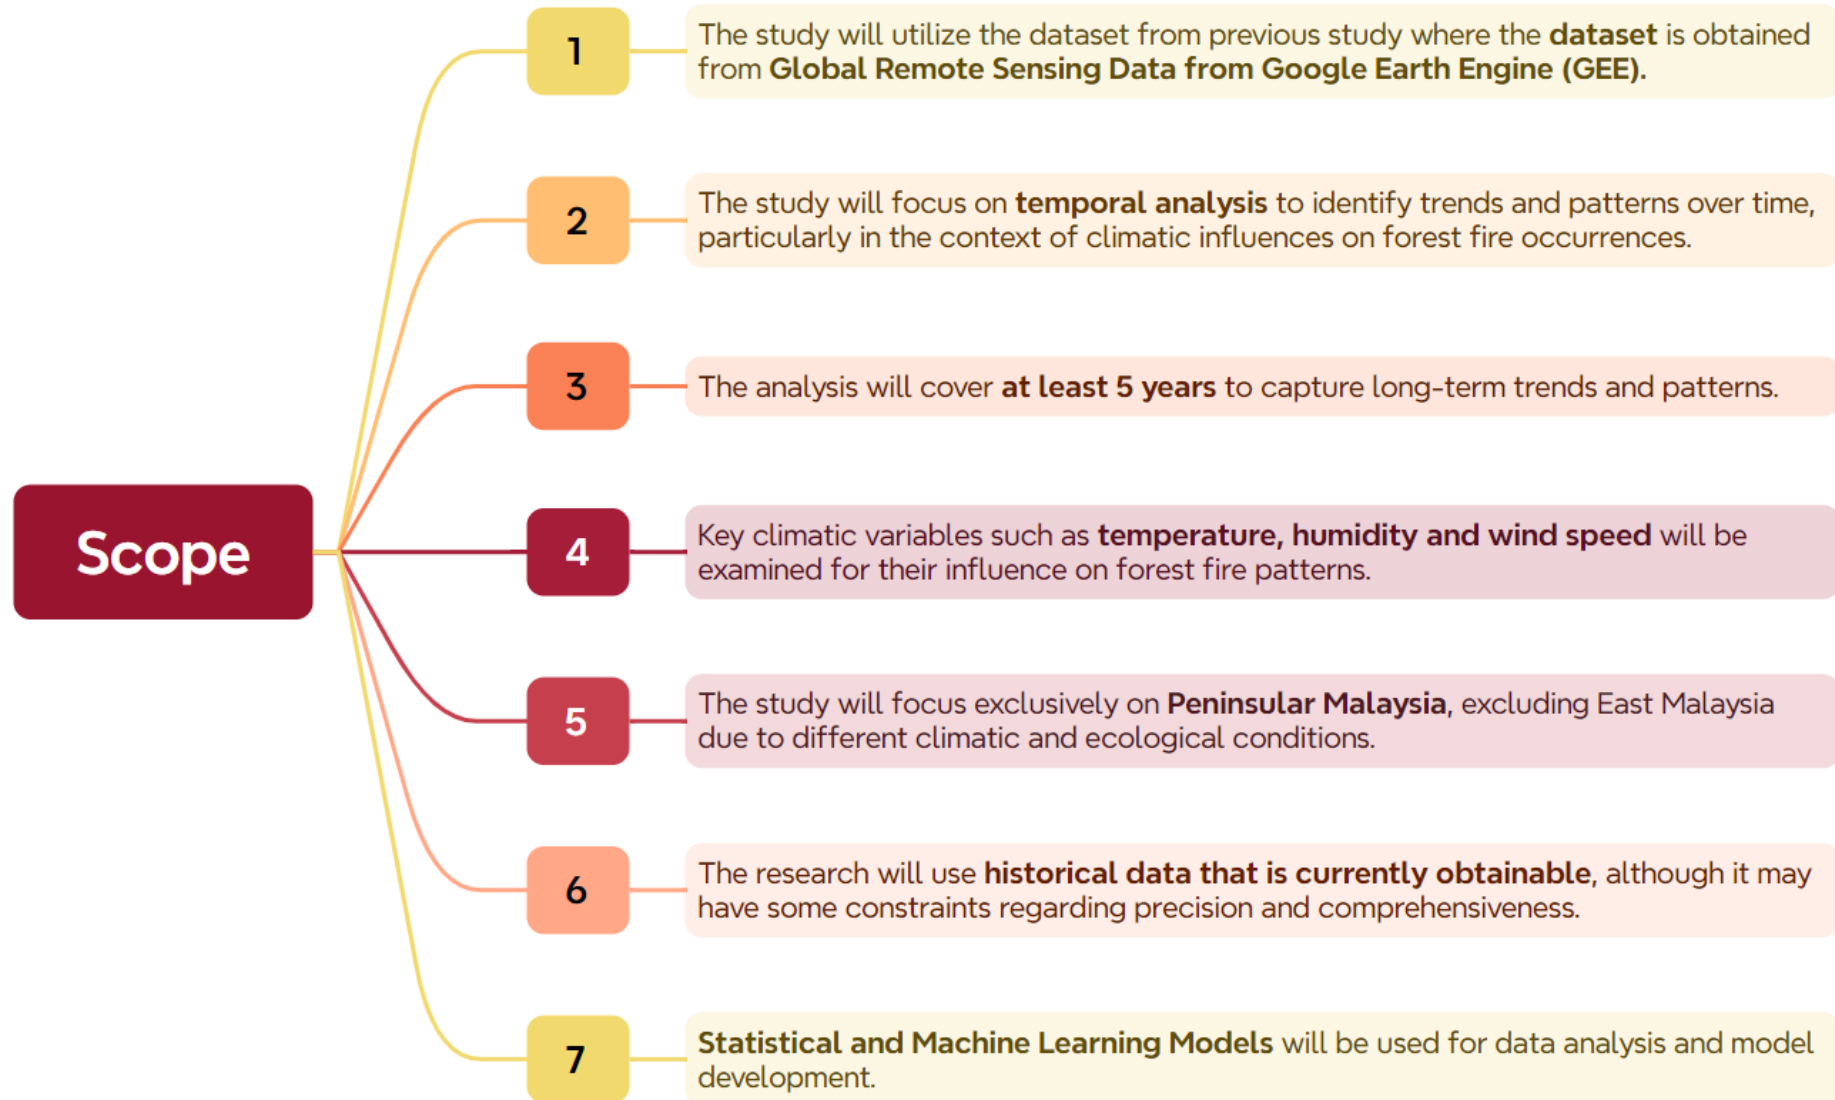 Scope
1
The study will utilize the dataset from previous study where the dataset is obtained
from Global Remote Sensing Data from Google Earth Engine (GEE).
2
The study will focus on temporal analysis to identify trends and patterns over time,
particularly in the context of climatic influences on forest fire occurrences.
3
The analysis will cover at least 5 years to capture long-term trends and patterns.
4
Key climatic variables such as temperature, humidity and wind speed will be
examined for their influence on forest fire patterns.
5
The study will focus exclusively on Peninsular Malaysia, excluding East Malaysia
due to different climatic and ecological conditions.
6
The research will use historical data that is currently obtainable, although it may
have some constraints regarding precision and comprehensiveness.
7
Statistical and Machine Learning Models will be used for data analysis and model
development.